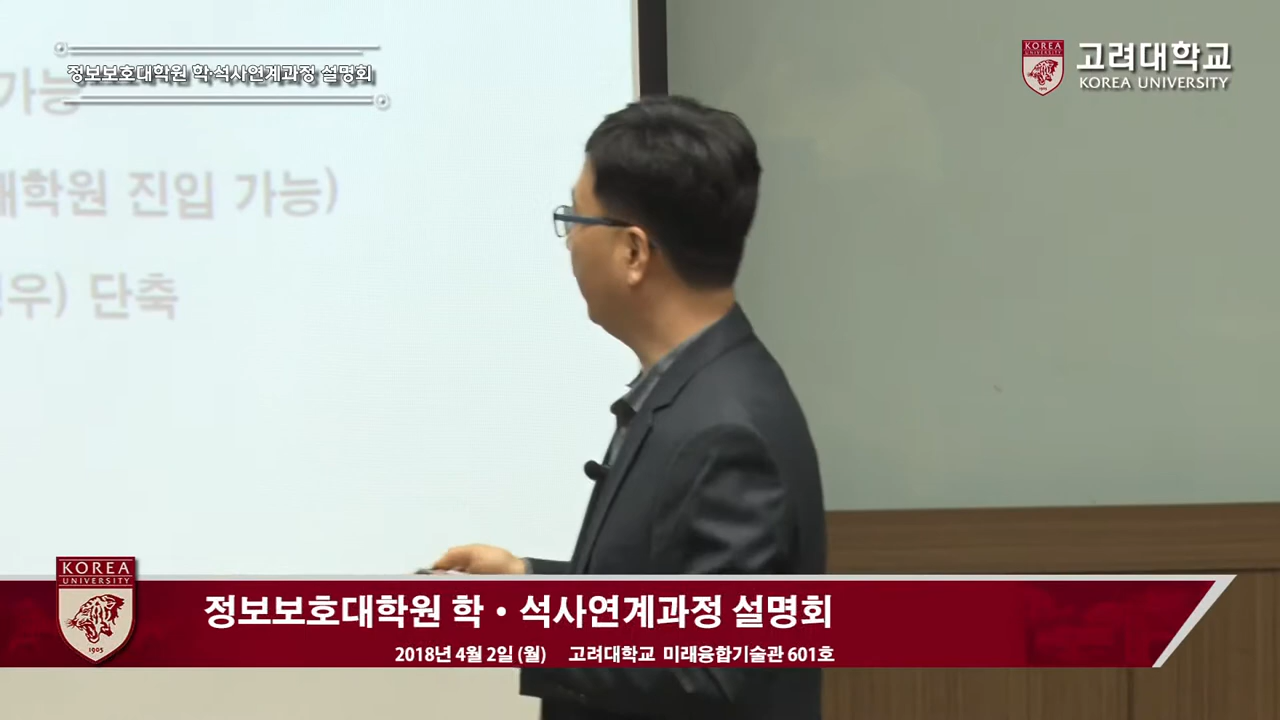 정보보호대학원 학·석사연계과정 설명회
KOREA
UNIVERSITY
1905
고려대학교
KOREA UNIVERSITY
가능
대학원 진입 가능)
우) 단축
KOREA
UNIVERSITY
1905
정보보호대학원 학·석사연계과정 설명회
2018년 4월 2일 (월) 고려대학교 미래융합기술관 601호